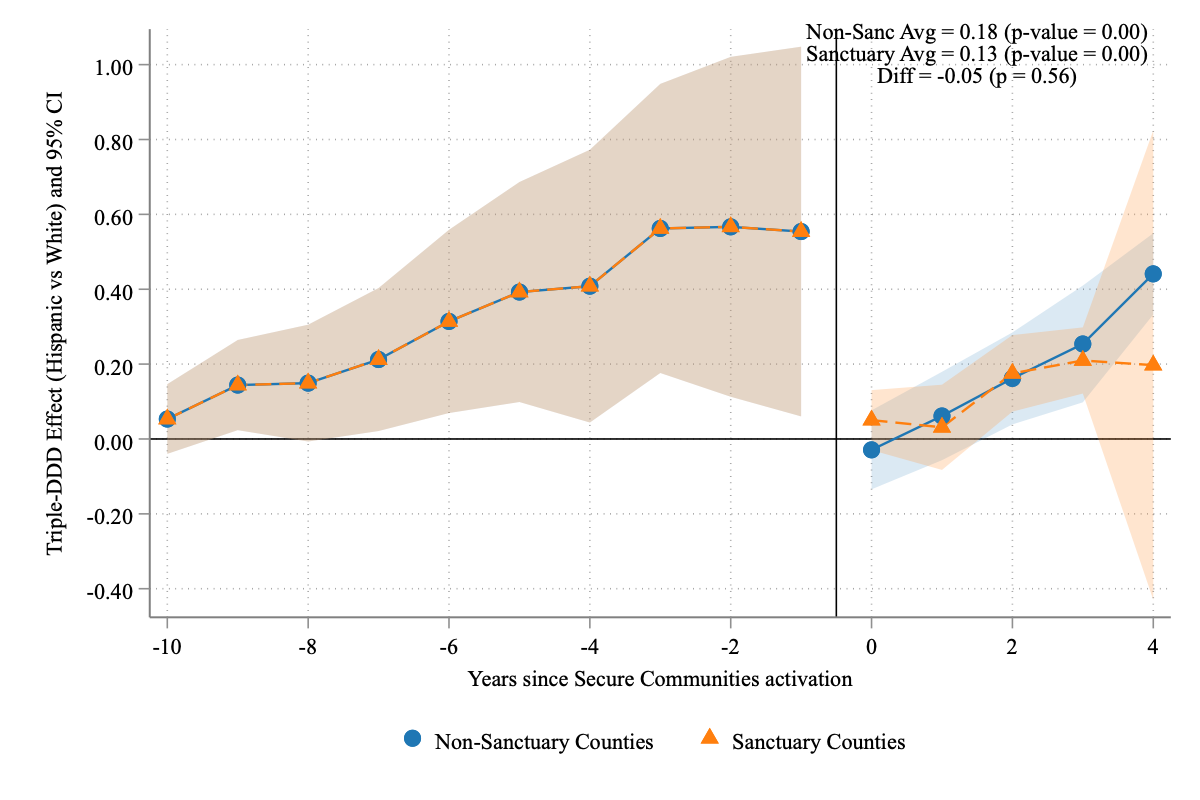 Non-Sanc Avg = 0.18 (p-value = 0.00)
Sanctuary Avg = 0.13 (p-value = 0.00)
Diff = -0.05 (p = 0.56)
Triple-DDD Effect (Hispanic vs White) and 95% CI
1.00
0.80
0.60
0.40
0.20
0.00
-0.20
-0.40
-10 -8 -6 -4 -2 0 2 4
Years since Secure Communities activation
Non-Sanctuary Counties Sanctuary Counties